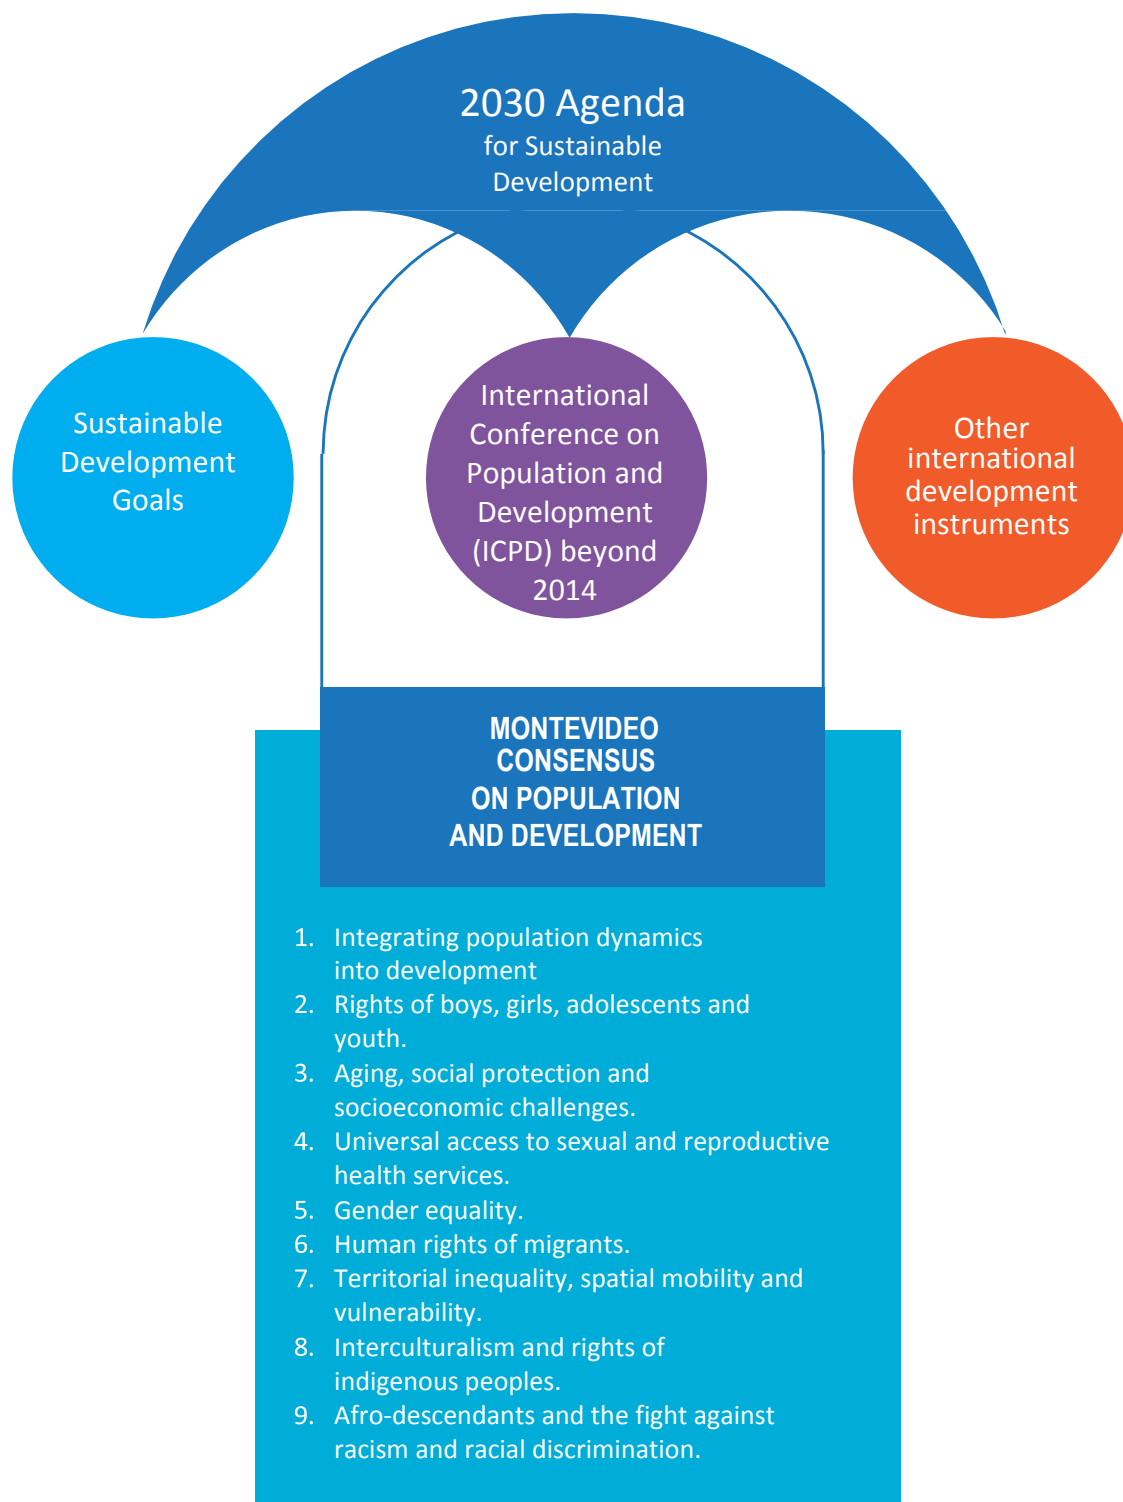 2030 Agenda
for Sustainable
Development
Sustainable
Development
Goals
International
Conference on
Population and
Development
(ICPD) beyond
2014
Other
international
development
instruments
MONTEVIDEO
CONSENSUS
ON POPULATION
AND DEVELOPMENT
1. Integrating population dynamics
into development
2. Rights of boys, girls, adolescents and
youth.
3. Aging, social protection and
socioeconomic challenges.
4. Universal access to sexual and reproductive
health services.
5. Gender equality.
6. Human rights of migrants.
7. Territorial inequality, spatial mobility and
vulnerability.
8. Interculturalism and rights of
indigenous peoples.
9. Afro-descendants and the fight against
racism and racial discrimination.